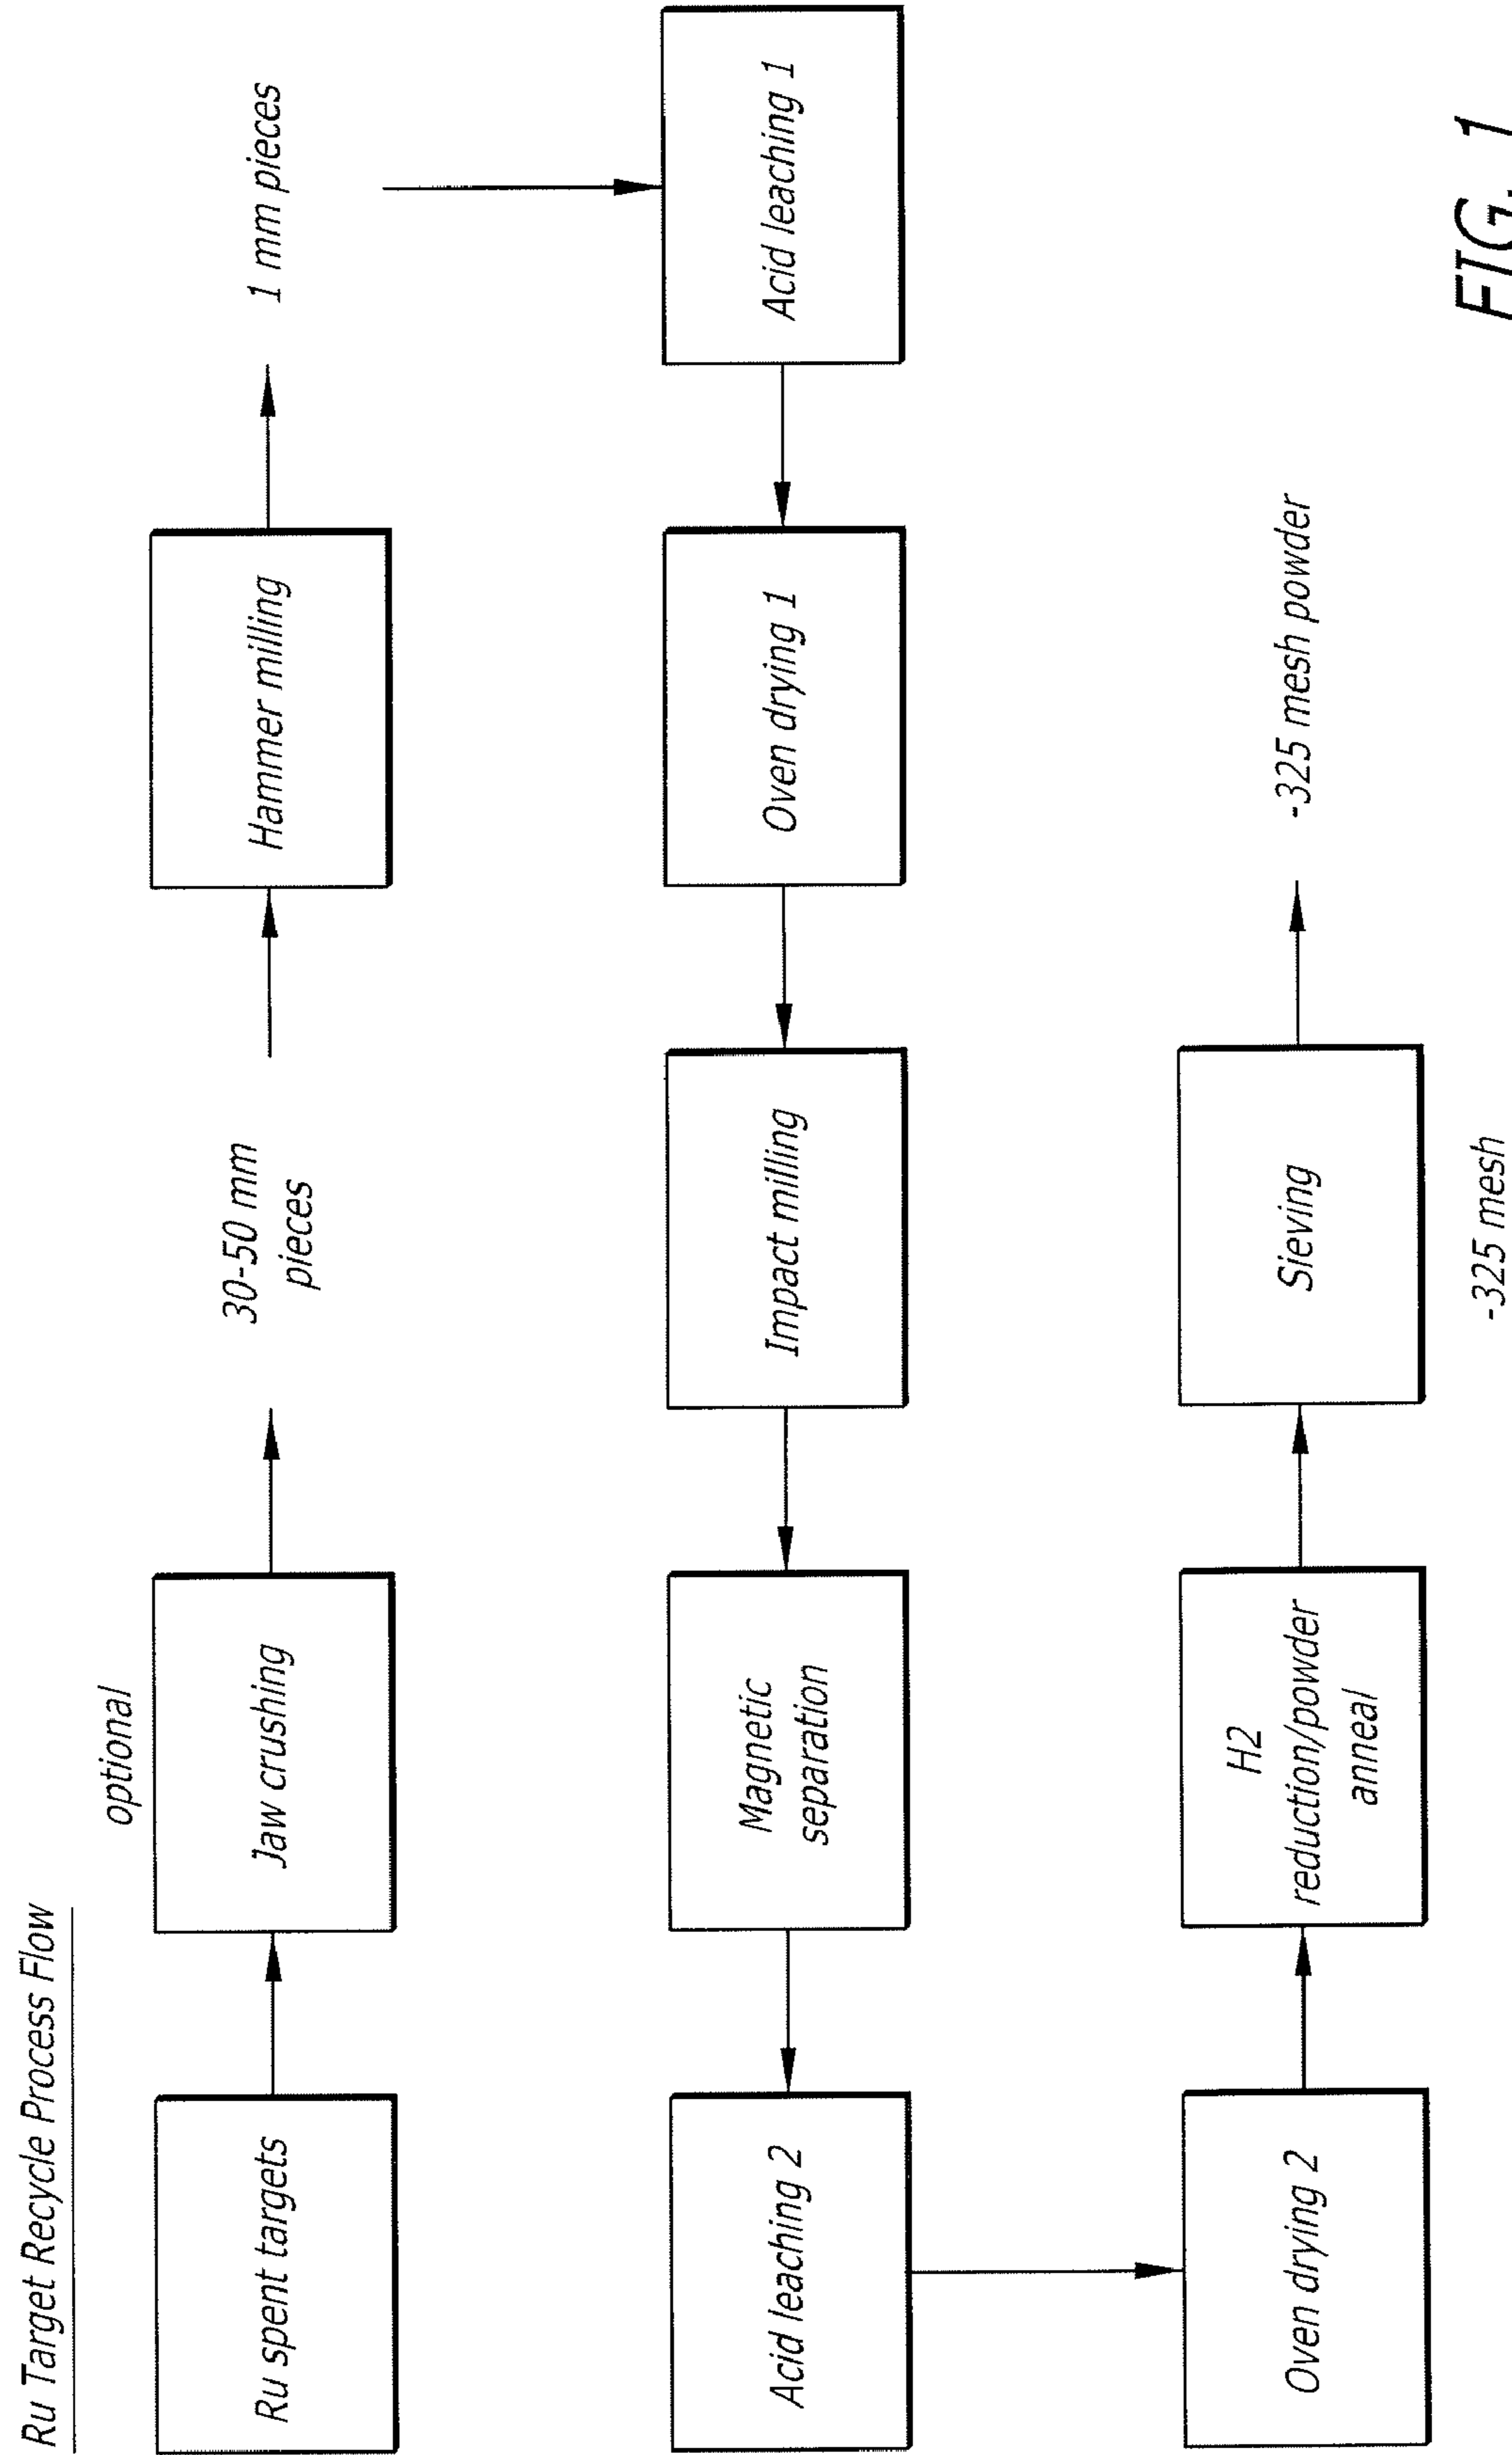 Ru Target Recycle Process Flow
optional
Ru spent targets
Jaw crushing
30-50 mm
pieces
Hammer milling
1 mm pieces
Acid leaching 1
Oven drying 1
Impact milling
Magnetic
separation
Acid leaching 2
Oven drying 2
H2
reduction/powder
anneal
Sieving
-325 mesh powder
-325 mesh
FIG. 1